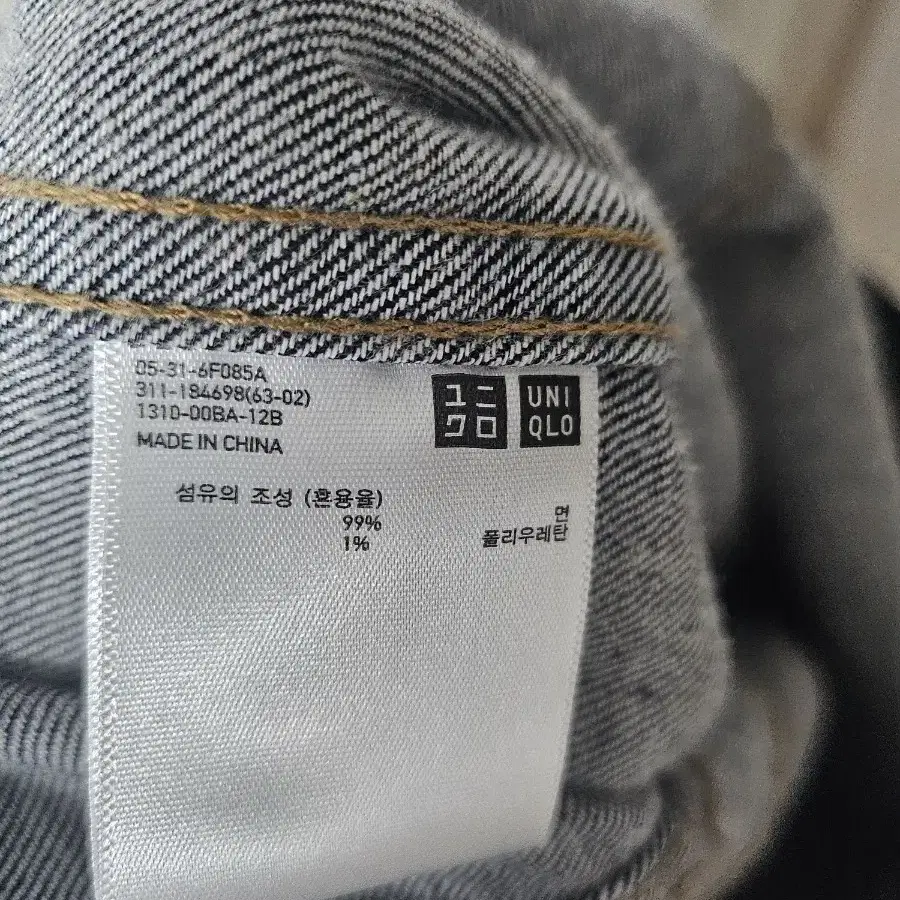 05-31-6F085A
311-184698(63-02)
1310-00BA-12B
MADE IN CHINA
ユニ
クロ
UNI
QLO
섬유의 조성 (혼용율)
99% 면
1% 폴리우레탄